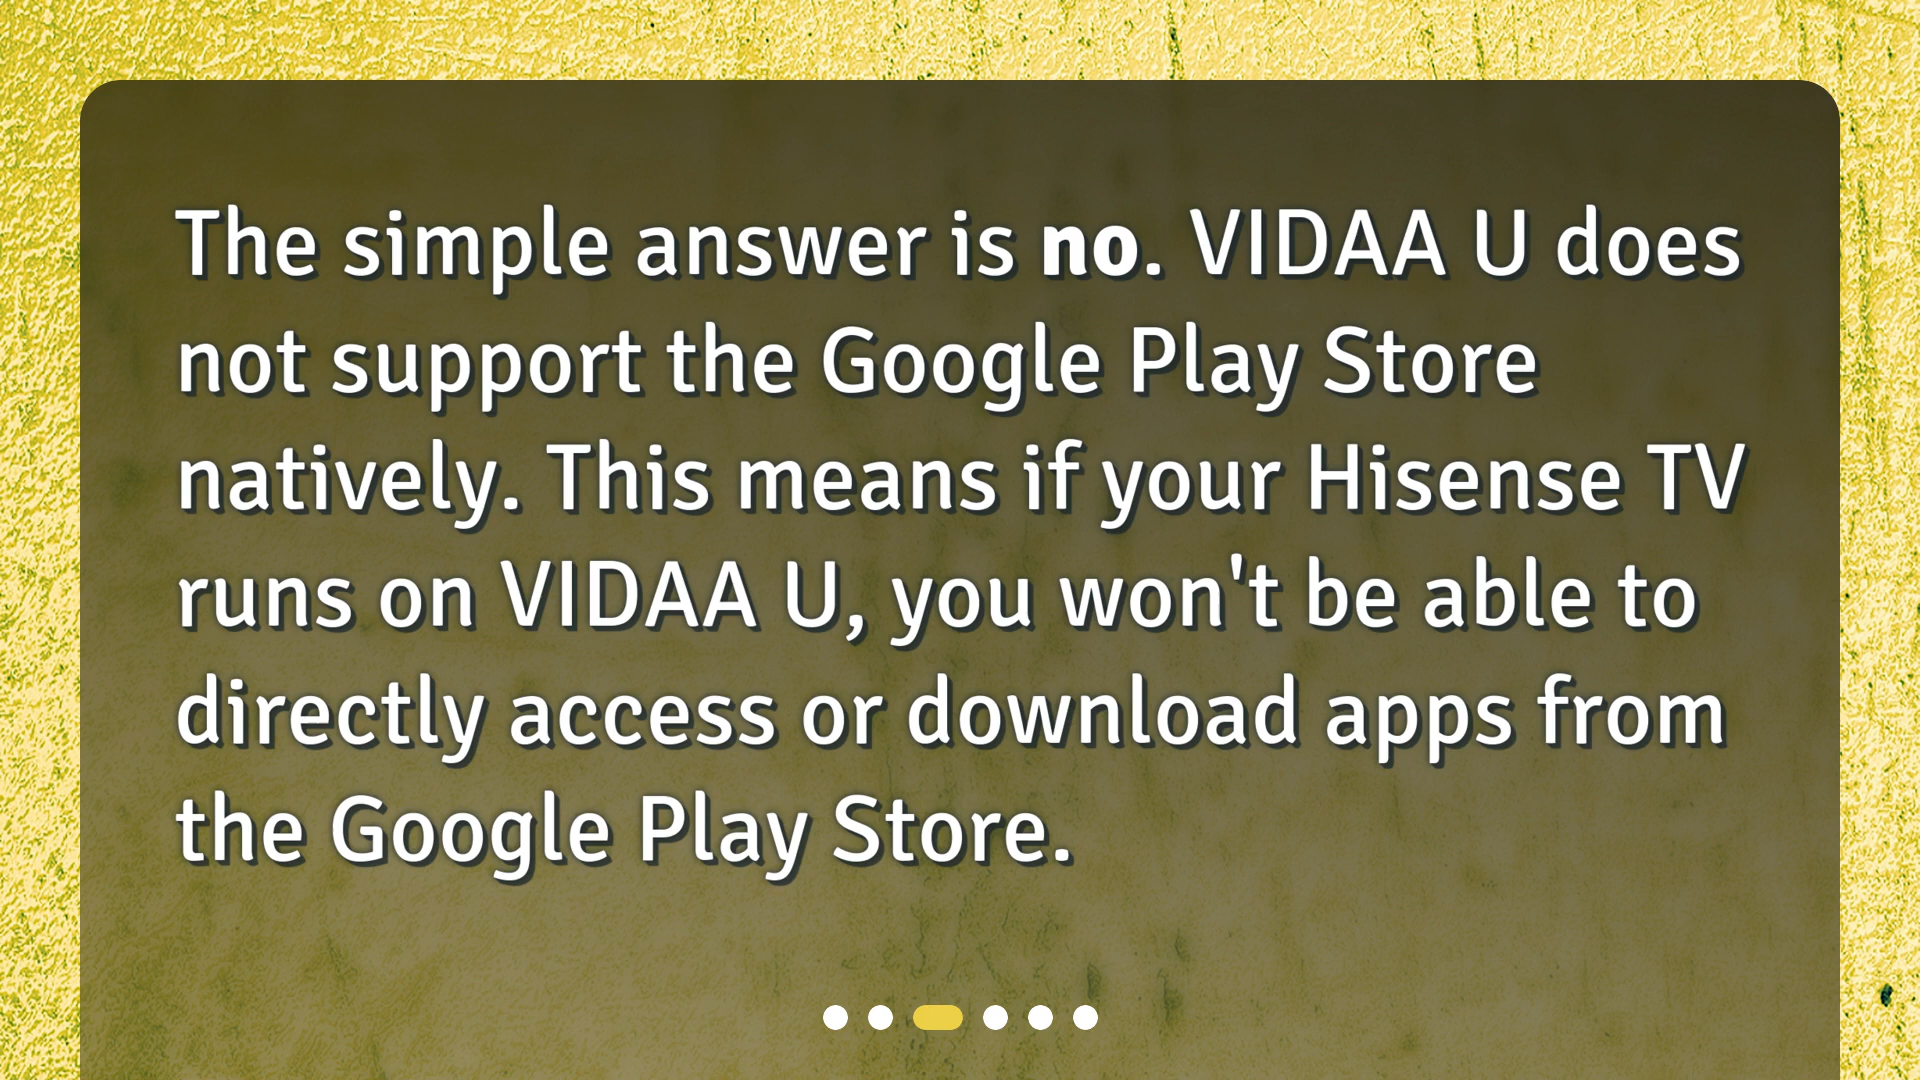 The simple answer is no. VIDAA U does
not support the Google Play Store
natively. This means if your Hisense TV
runs on VIDAA U, you won't be able to
directly access or download apps from
the Google Play Store.